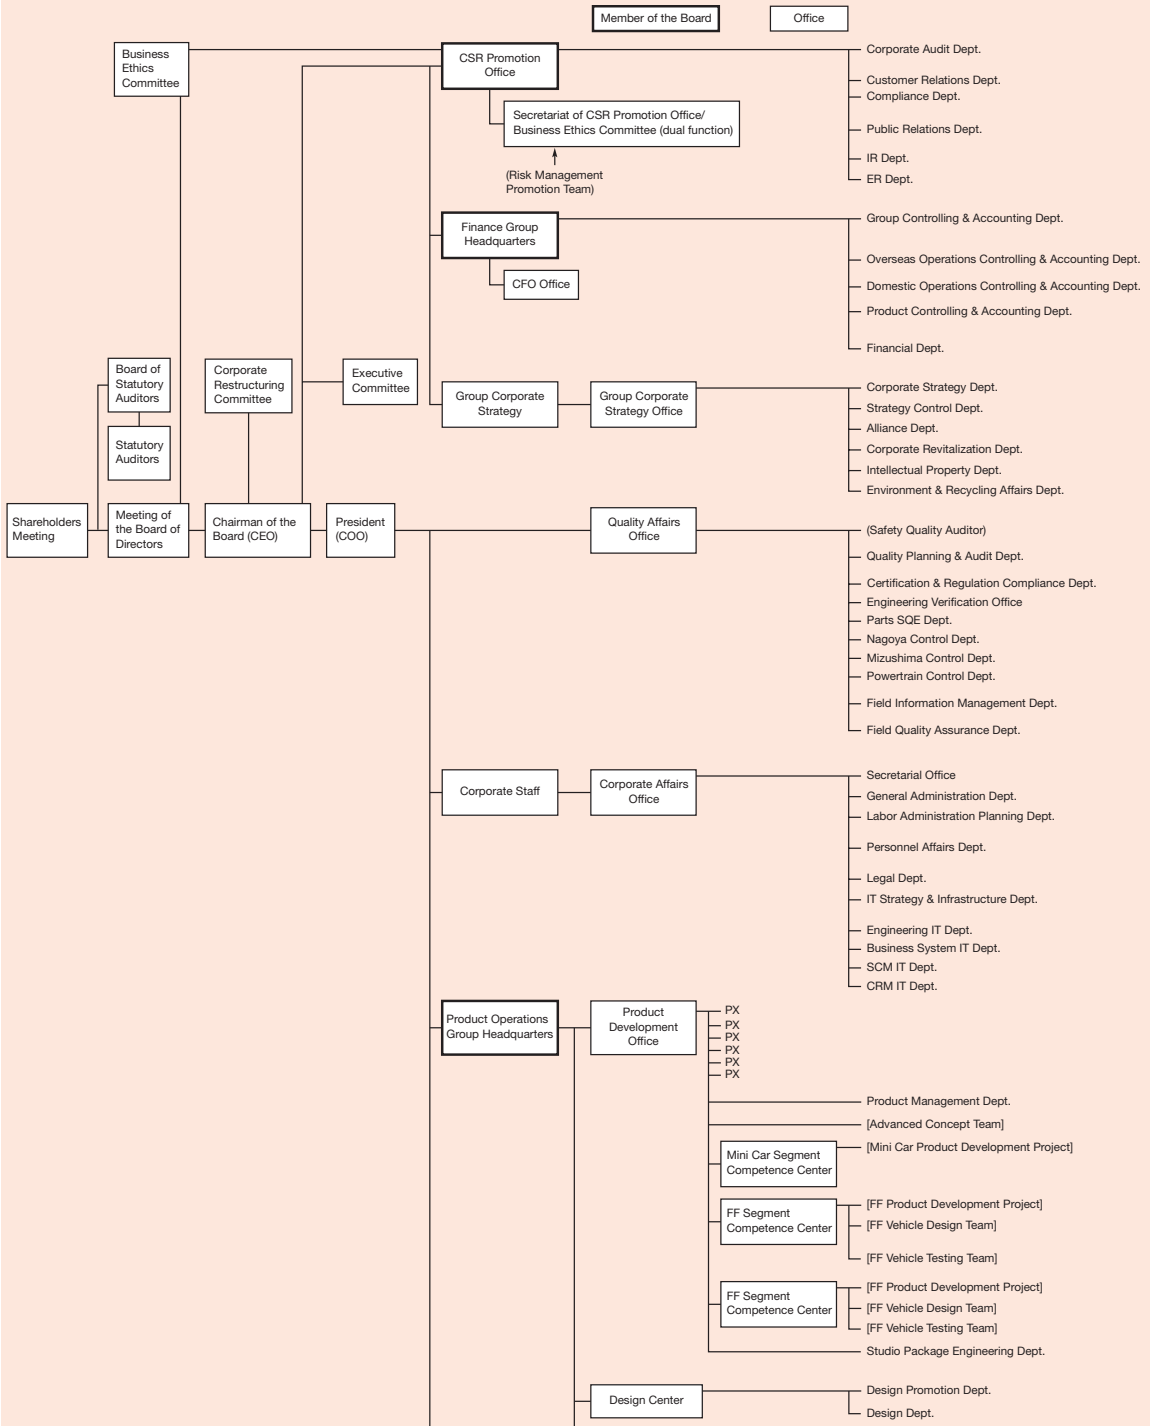 Member of the Board
Office
Business
Ethics
Committee
CSR Promotion
Office
Secretariat of CSR Promotion Office/
Business Ethics Committee (dual function)
(Risk Management
Promotion Team)
Corporate Audit Dept.
Customer Relations Dept.
Compliance Dept.
Public Relations Dept.
IR Dept.
ER Dept.
Finance Group
Headquarters
CFO Office
Group Controlling & Accounting Dept.
Overseas Operations Controlling & Accounting Dept.
Domestic Operations Controlling & Accounting Dept.
Product Controlling & Accounting Dept.
Financial Dept.
Board of
Statutory
Auditors
Statutory
Auditors
Corporate
Restructuring
Committee
Executive
Committee
Group Corporate
Strategy
Group Corporate
Strategy Office
Corporate Strategy Dept.
Strategy Control Dept.
Alliance Dept.
Corporate Revitalization Dept.
Intellectual Property Dept.
Environment & Recycling Affairs Dept.
Shareholders
Meeting
Meeting of
the Board of
Directors
Chairman of the
Board (CEO)
President
(COO)
Quality Affairs
Office
(Safety Quality Auditor)
Quality Planning & Audit Dept.
Certification & Regulation Compliance Dept.
Engineering Verification Office
Parts SQE Dept.
Nagoya Control Dept.
Mizushima Control Dept.
Powertrain Control Dept.
Field Information Management Dept.
Field Quality Assurance Dept.
Corporate Staff
Corporate Affairs
Office
Secretarial Office
General Administration Dept.
Labor Administration Planning Dept.
Personnel Affairs Dept.
Legal Dept.
IT Strategy & Infrastructure Dept.
Engineering IT Dept.
Business System IT Dept.
SCM IT Dept.
CRM IT Dept.
Product Operations
Group Headquarters
Product
Development
Office
PX
PX
PX
PX
PX
PX
Product Management Dept.
[Advanced Concept Team]
Mini Car Segment
Competence Center
[Mini Car Product Development Project]
FF Segment
Competence Center
[FF Product Development Project]
[FF Vehicle Design Team]
[FF Vehicle Testing Team]
FF Segment
Competence Center
[FF Product Development Project]
[FF Vehicle Design Team]
[FF Vehicle Testing Team]
Studio Package Engineering Dept.
Design Center
Design Promotion Dept.
Design Dept.